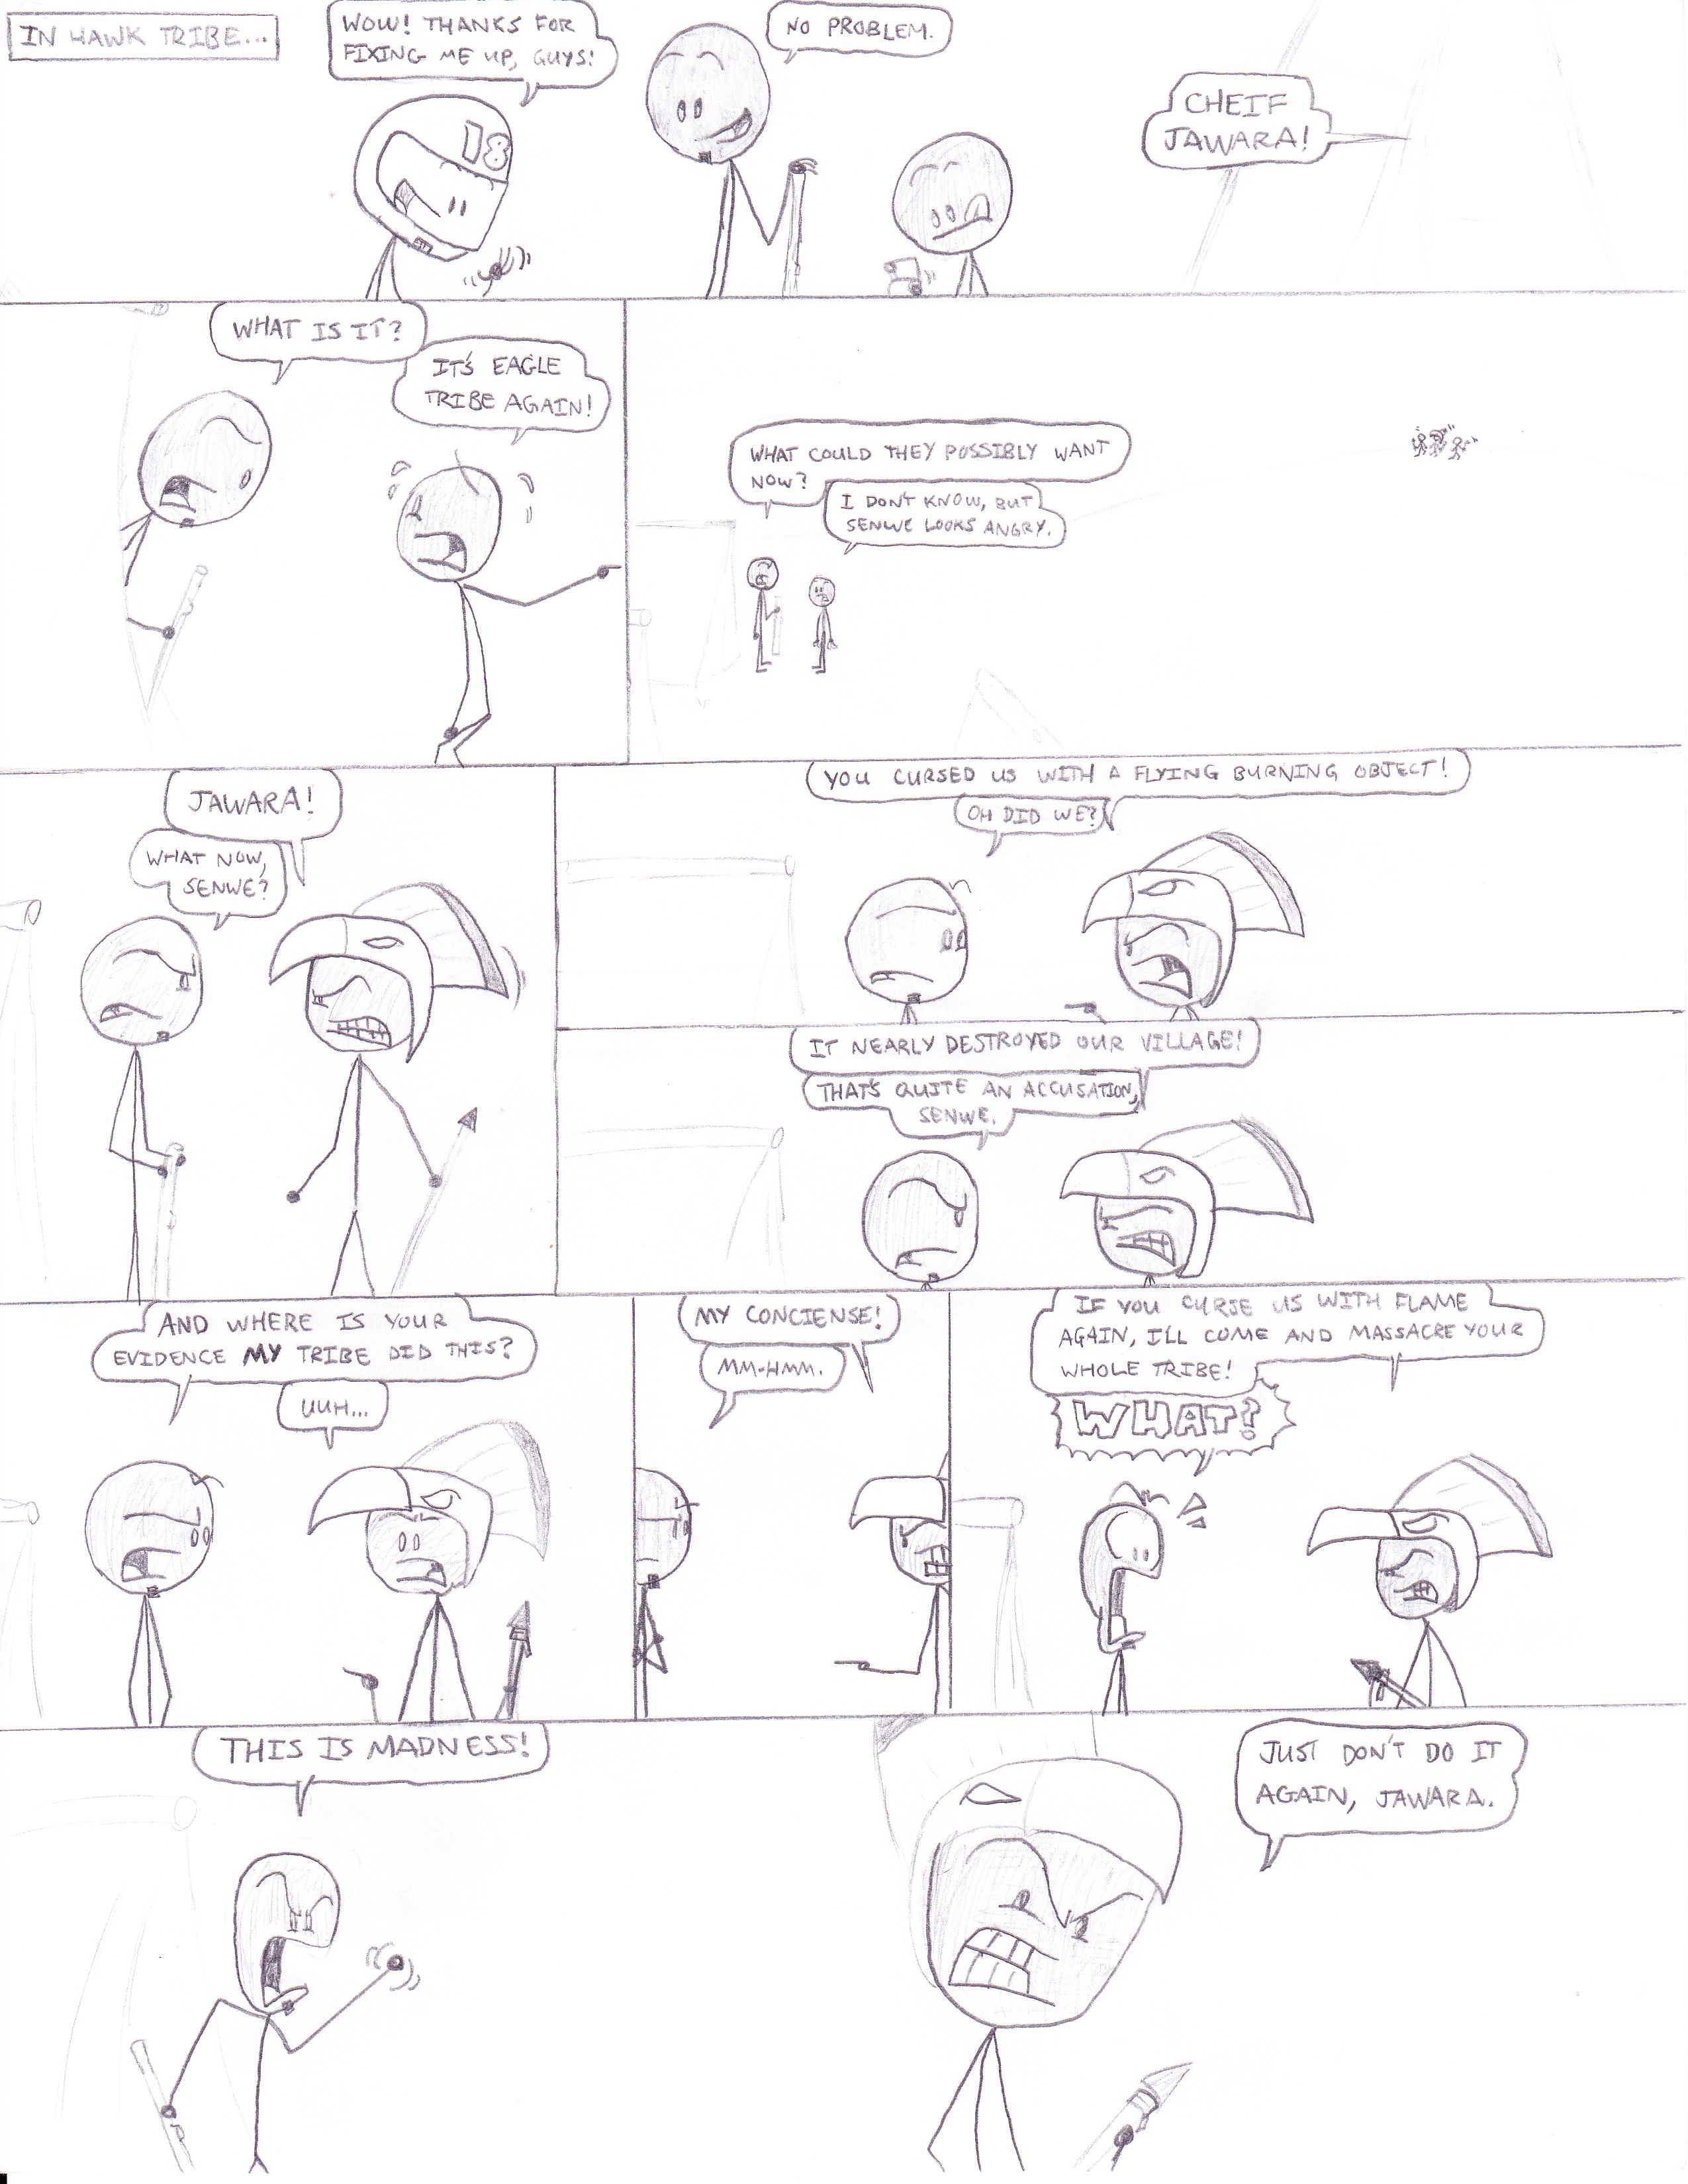 IN HAWK TRIBE...
WOW! THANKS FOR
FIXING ME UP, GUYS!
18
NO PROBLEM.
CHEIF
JAWARA!
WHAT IS IT?
IT'S EAGLE
TRIBE AGAIN!
WHAT COULD THEY POSSIBLY WANT
NOW?
I DON'T KNOW, BUT
SENWE LOOKS ANGRY.
JAWARA!
WHAT NOW,
SENWE?
YOU CURSED US WITH A FLYING BURNING OBJECT!
OH DID WE?
IT NEARLY DESTROYED OUR VILLAGE!
THAT'S QUITE AN ACCUSATION,
SENWE.
AND WHERE IS YOUR
EVIDENCE MY TRIBE DID THIS?
UUH...
MY CONCIENSE!
MM-HMM.
IF YOU CURSE US WITH FLAME
AGAIN, I'LL COME AND MASSACRE YOUR
WHOLE TRIBE!
WHAT?
THIS IS MADNESS!
JUST DON'T DO IT
AGAIN, JAWARA.